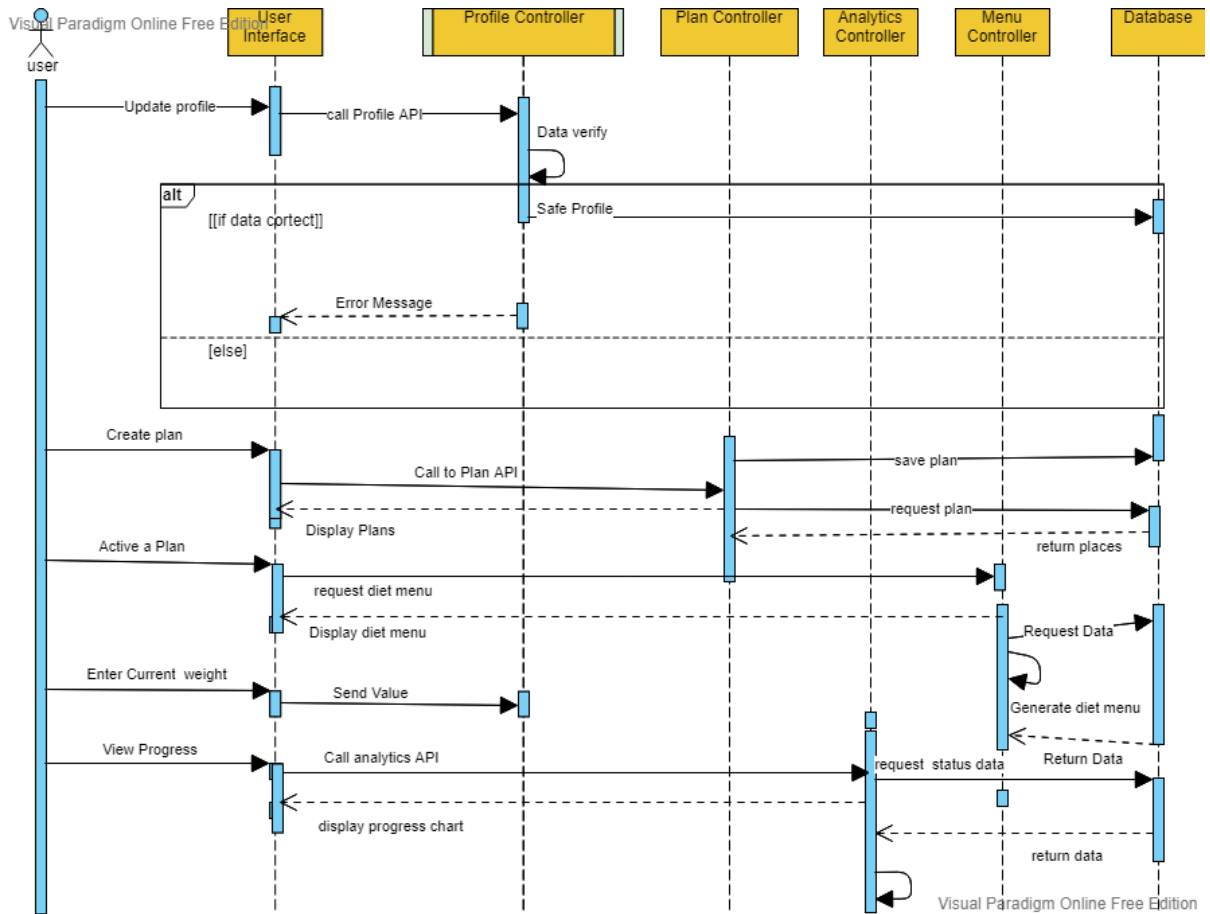 Visual Paradigm Online Free Edition
user
User
Interface
Profile Controller
Plan Controller
Analytics
Controller
Menu
Controller
Database
Update profile
call Profile API
Data verify
alt
[[if data cortect]]
Safe Profile
Error Message
[else]
Create plan
Call to Plan API
save plan
Display Plans
request plan
return places
Active a Plan
request diet menu
Display diet menu
Request Data
Enter Current weight
Send Value
Generate diet menu
View Progress
Call analytics API
request status data
Return Data
display progress chart
return data
Visual Paradigm Online Free Edition